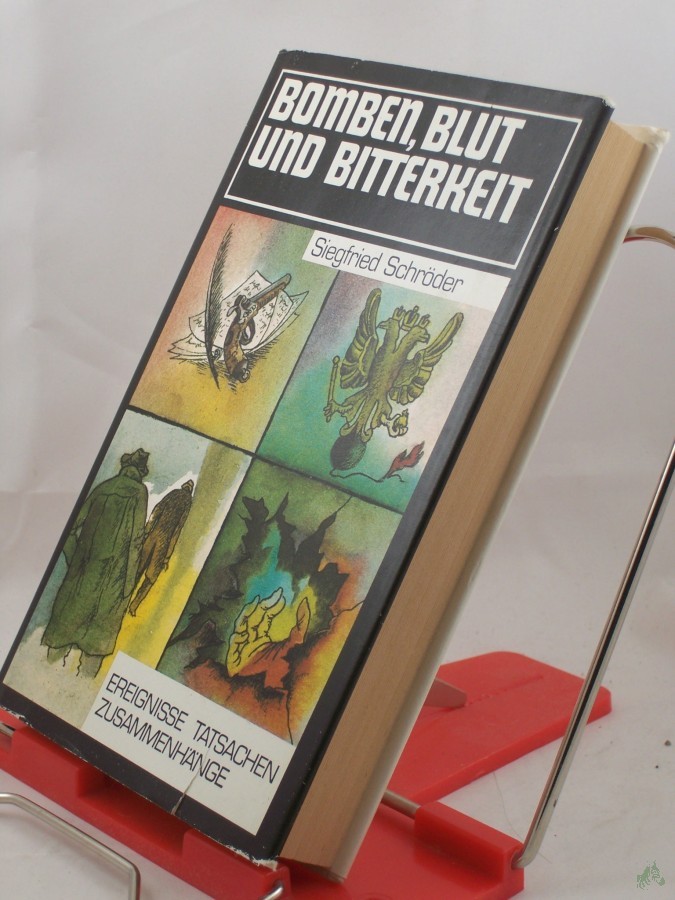 BOMBEN, BLUT
UND BITTERKEIT
Siegfried Schröder
EREIGNISSE TATSACHEN
ZUSAMMENHÄNGE